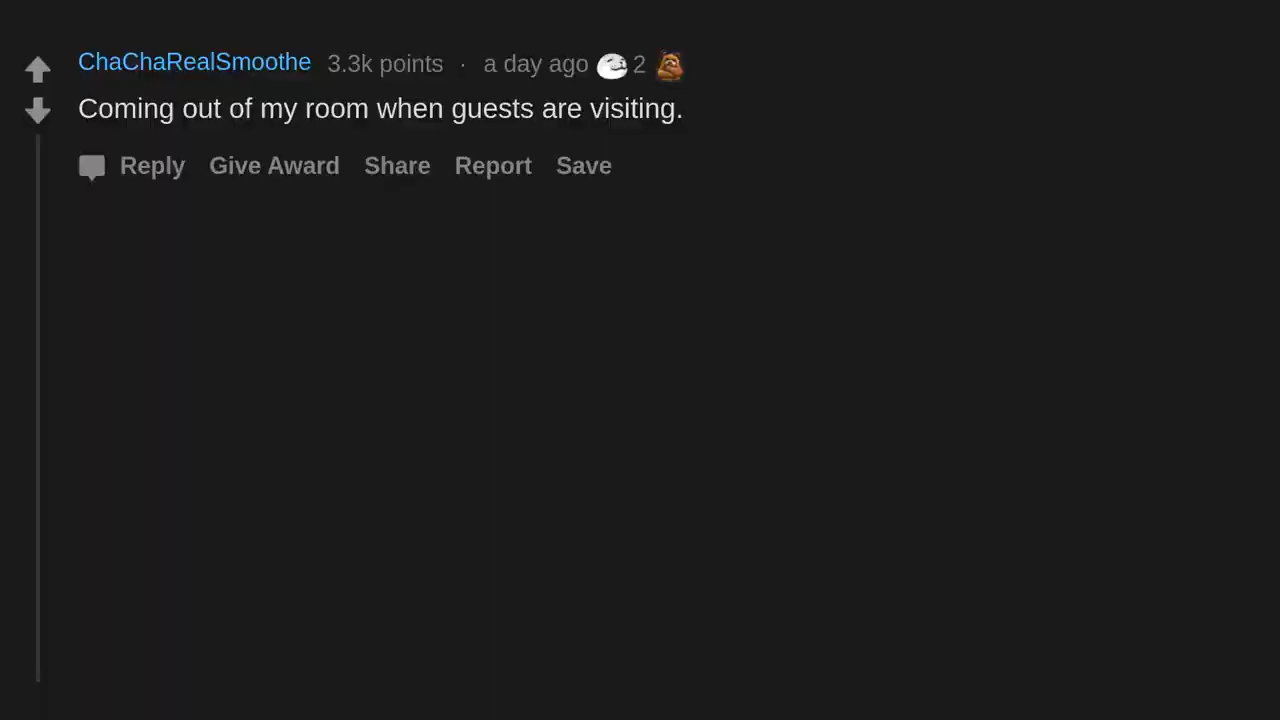 ChaChaRealSmoothe 3.3k points · a day ago 2
Coming out of my room when guests are visiting.
Reply Give Award Share Report Save